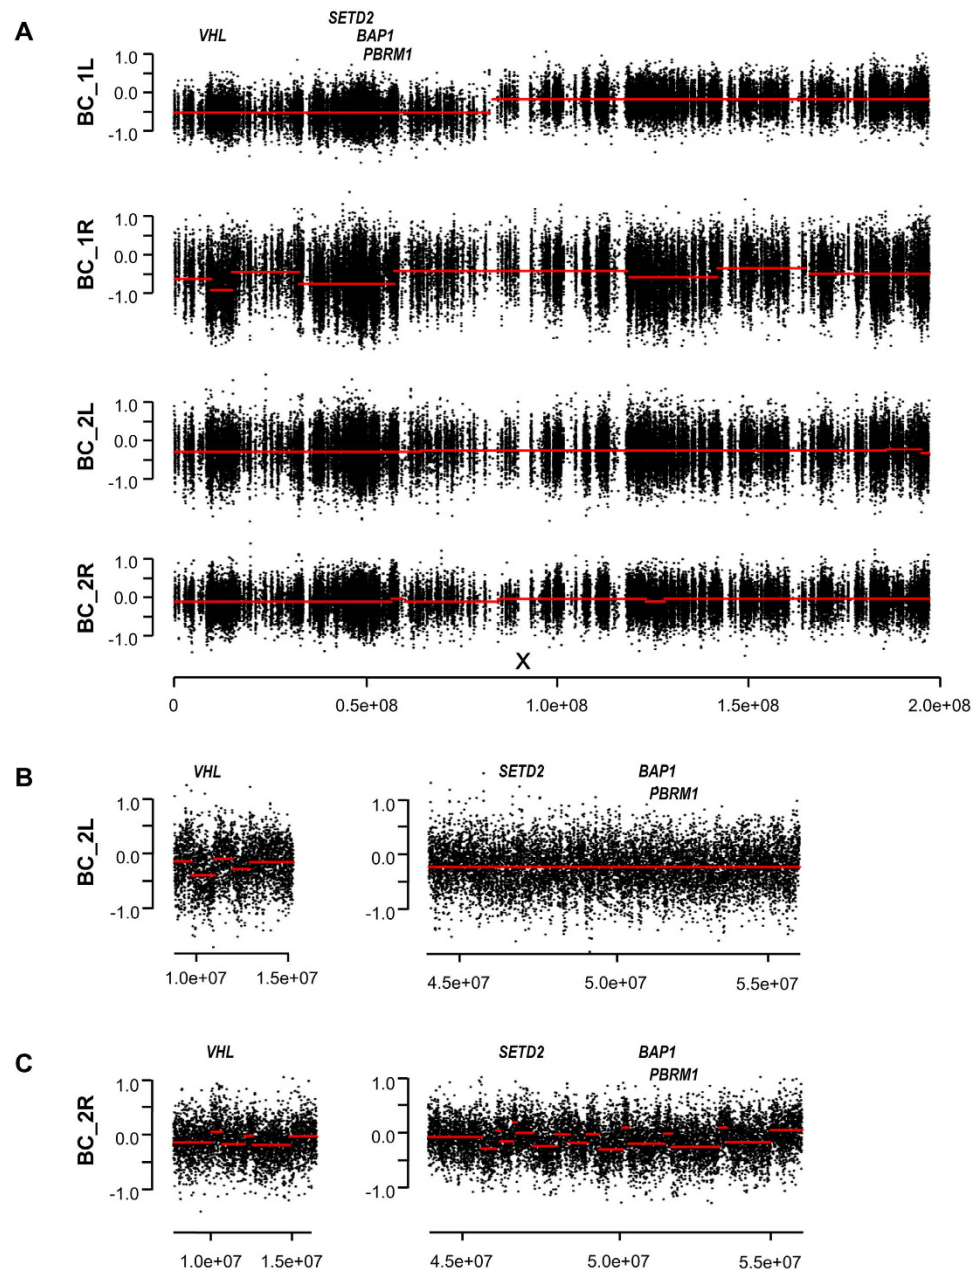 A
VHL
SETD2
BAP1
PBRM1
BC_1L
1.0
0.0
-1.0
BC_1R
1.0
0.0
-1.0
BC_2L
1.0
0.0
-1.0
BC_2R
1.0
0.0
-1.0
X
0 0.5e+08 1.0e+08 1.5e+08 2.0e+08
B
VHL SETD2 BAP1
PBRM1
BC_2L
1.0 1.0
0.0 0.0
-1.0 -1.0
1.0e+07 1.5e+07 4.5e+07 5.0e+07 5.5e+07
C
VHL SETD2 BAP1
PBRM1
BC_2R
1.0 1.0
0.0 0.0
-1.0 -1.0
1.0e+07 1.5e+07 4.5e+07 5.0e+07 5.5e+07